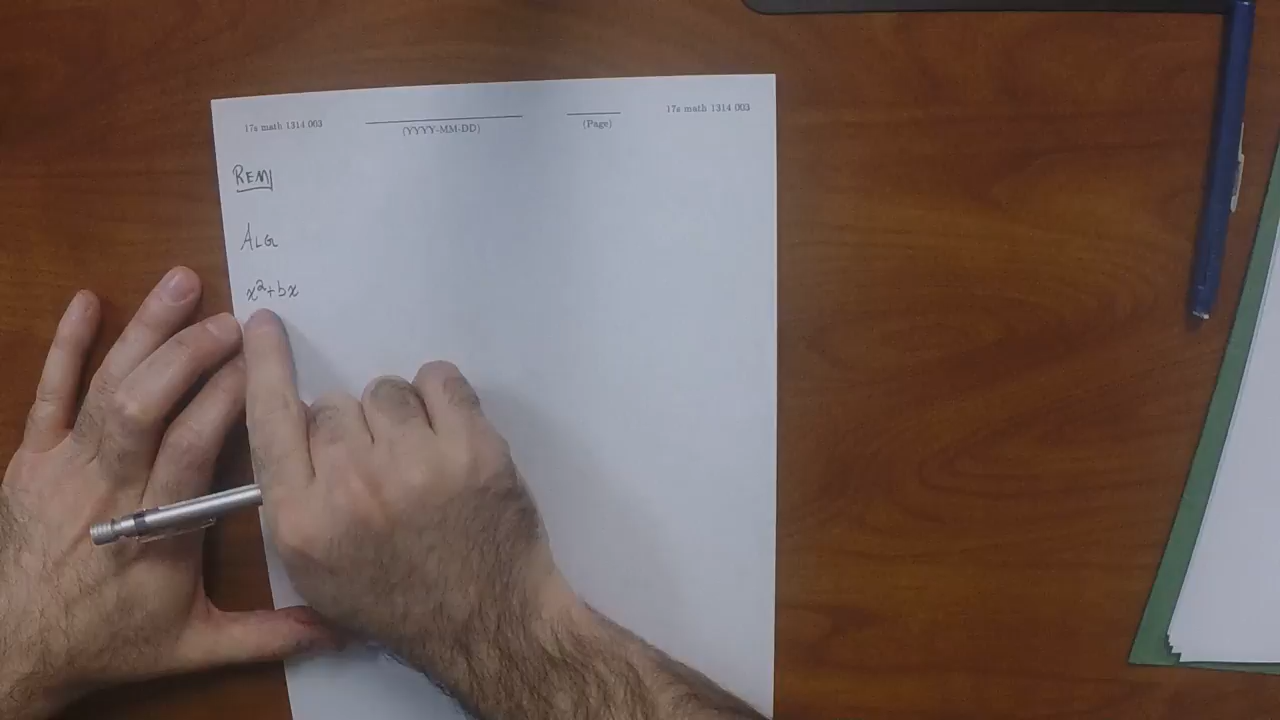 17s math 1314 003 (YYYY-MM-DD) (Page) 17s math 1314 003
REM
ALG
x²+bx